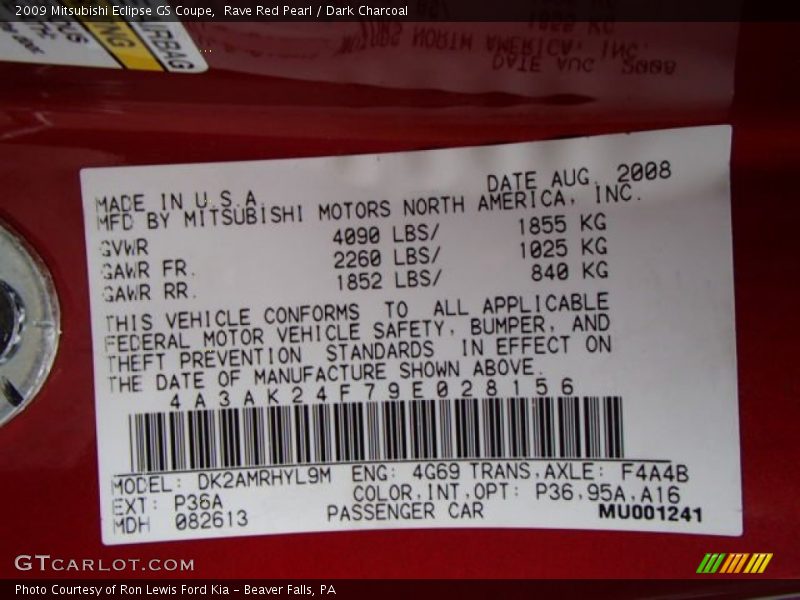 2009 Mitsubishi Eclipse GS Coupe, Rave Red Pearl / Dark Charcoal
AIRBAG
DATE AUG, 2008
MADE IN U.S.A.
MFD BY MITSUBISHI MOTORS NORTH AMERICA, INC.
GVWR 4090 LBS/ 1855 KG
GAWR FR. 2260 LBS/ 1025 KG
GAWR RR. 1852 LBS/ 840 KG
THIS VEHICLE CONFORMS TO ALL APPLICABLE
FEDERAL MOTOR VEHICLE SAFETY, BUMPER, AND
THEFT PREVENTION STANDARDS IN EFFECT ON
THE DATE OF MANUFACTURE SHOWN ABOVE.
4A3AK24F79E028156
MODEL: DK2AMRHYL9M ENG: 4G69 TRANS.AXLE: F4A4B
EXT: P36A COLOR.INT.OPT: P36.95A.A16
MDH 082613 PASSENGER CAR MU001241
GTCARLOT.COM
Photo Courtesy of Ron Lewis Ford Kia - Beaver Falls, PA